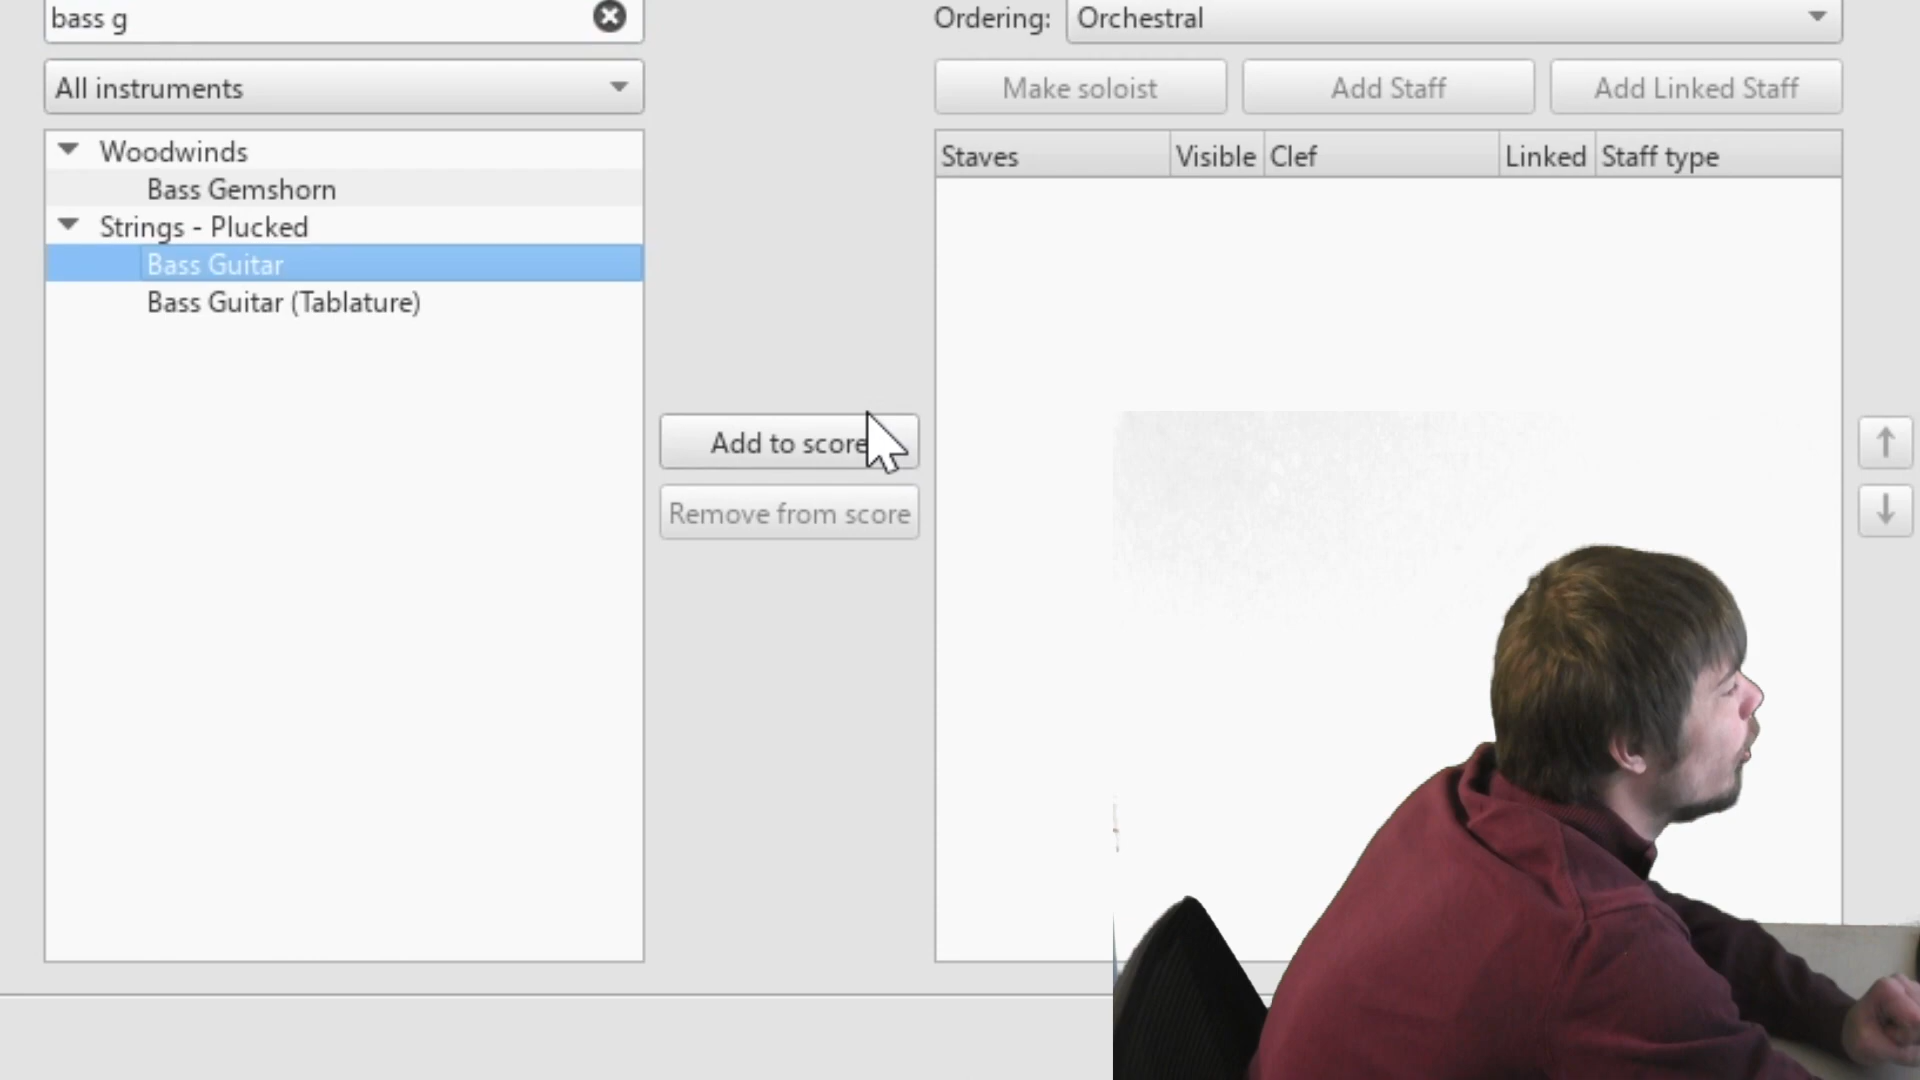 bass g
Ordering: Orchestral
All instruments
Make soloist Add Staff Add Linked Staff
Woodwinds
Bass Gemshorn
Strings - Plucked
Bass Guitar
Bass Guitar (Tablature)
Staves Visible Clef Linked Staff type
Add to score
Remove from score